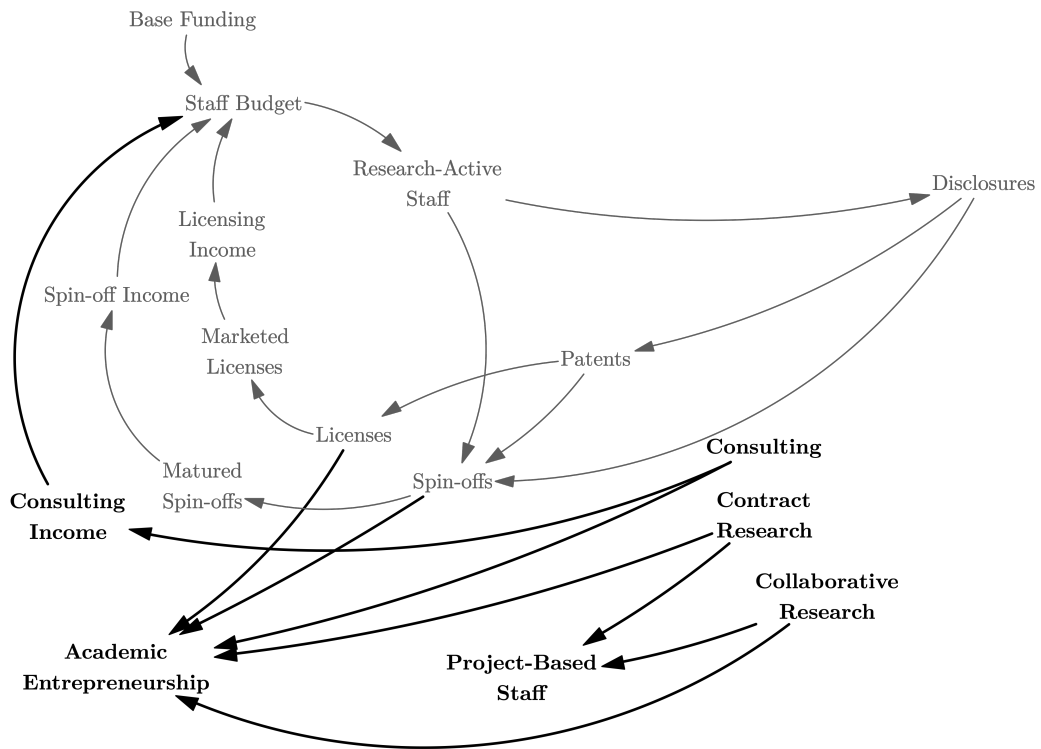 Base Funding
Staff Budget
Research-Active
Staff
Disclosures
Licensing
Income
Spin-off Income
Marketed
Licenses
Patents
Licenses
Consulting
Matured
Spin-offs
Spin-offs
Consulting
Income
Contract
Research
Collaborative
Research
Academic
Entrepreneurship
Project-Based
Staff